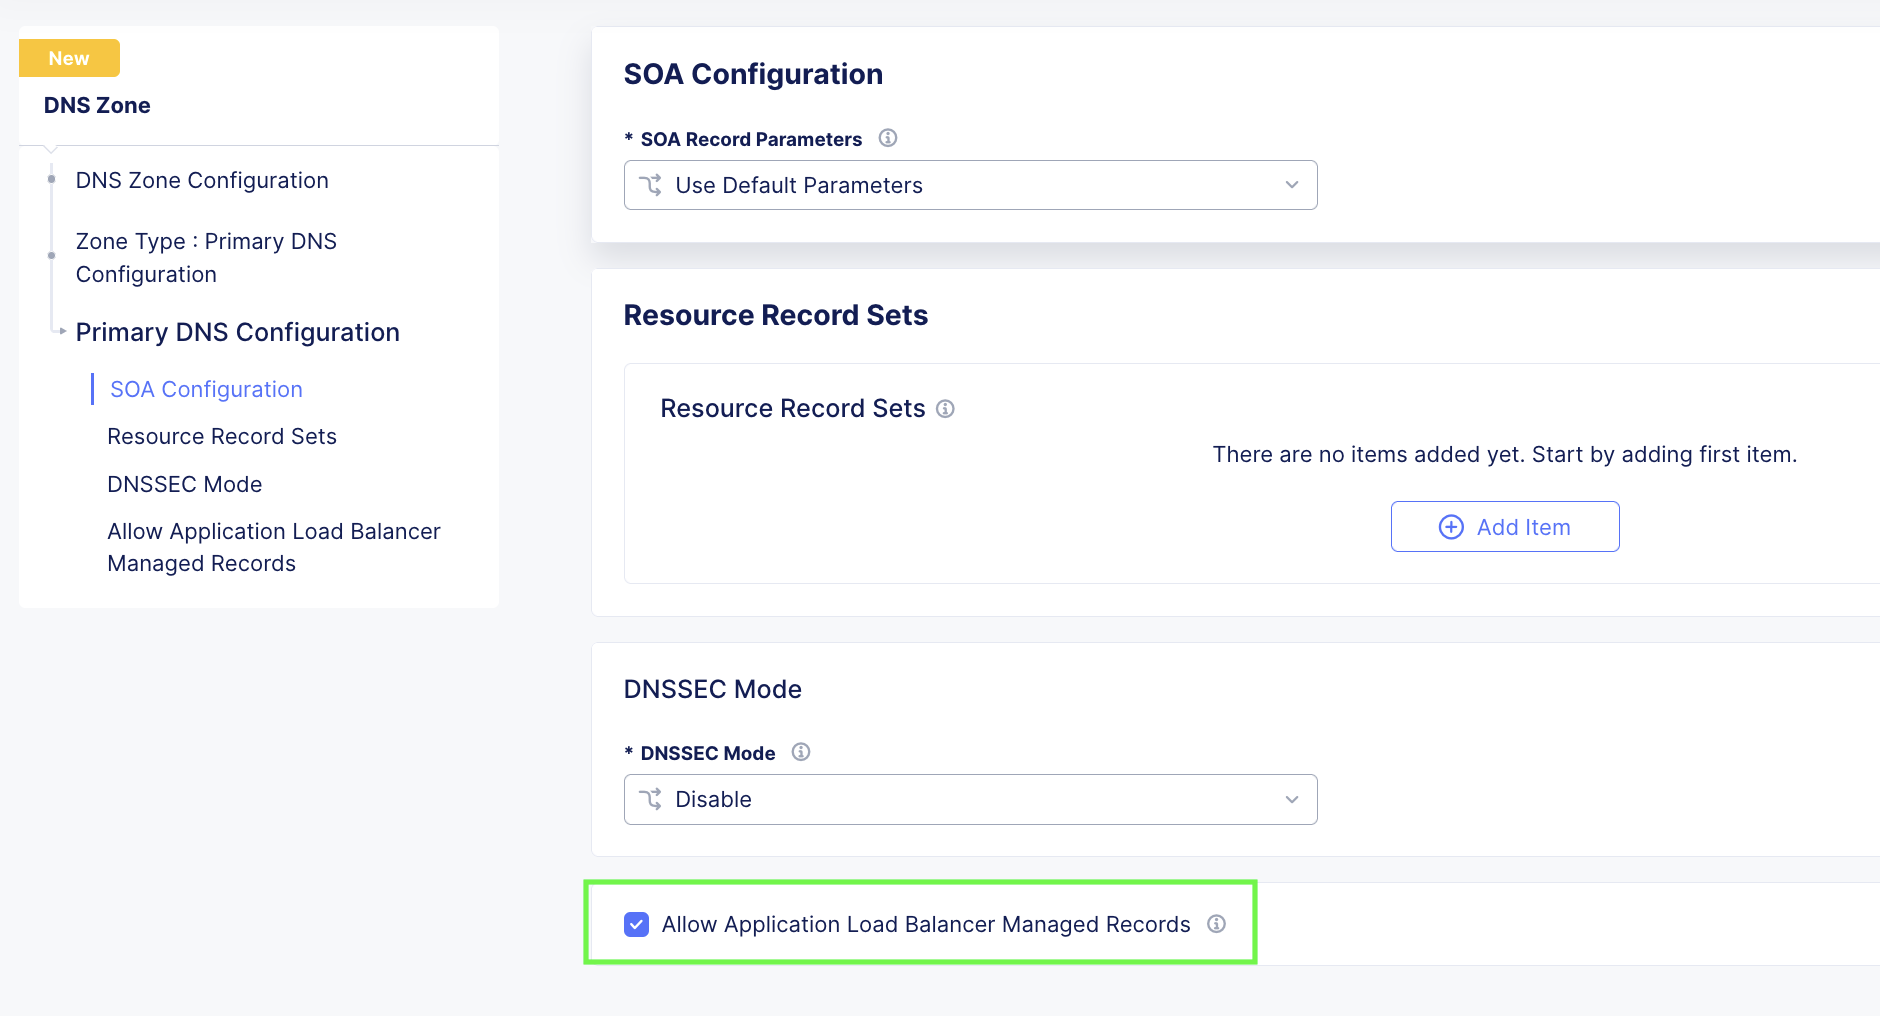 New
DNS Zone
DNS Zone Configuration
Zone Type : Primary DNS
Configuration
Primary DNS Configuration
SOA Configuration
Resource Record Sets
DNSSEC Mode
Allow Application Load Balancer
Managed Records
SOA Configuration
* SOA Record Parameters
Use Default Parameters
Resource Record Sets
Resource Record Sets
There are no items added yet. Start by adding first item.
Add Item
DNSSEC Mode
* DNSSEC Mode
Disable
Allow Application Load Balancer Managed Records